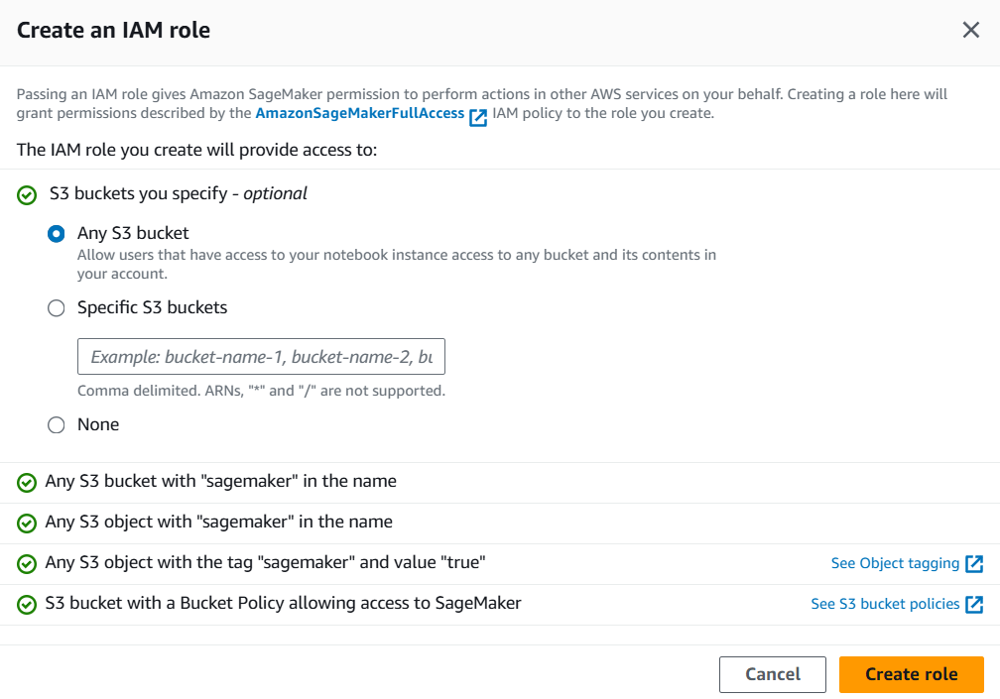 Create an IAM role
Passing an IAM role gives Amazon SageMaker permission to perform actions in other AWS services on your behalf. Creating a role here will
grant permissions described by the AmazonSageMakerFullAccess IAM policy to the role you create.
The IAM role you create will provide access to:
S3 buckets you specify - optional
Any S3 bucket
Allow users that have access to your notebook instance access to any bucket and its contents in
your account.
Specific S3 buckets
Example: bucket-name-1, bucket-name-2, bu
Comma delimited. ARNs, "*" and "/" are not supported.
None
Any S3 bucket with "sagemaker" in the name
Any S3 object with "sagemaker" in the name
Any S3 object with the tag "sagemaker" and value "true" See Object tagging
S3 bucket with a Bucket Policy allowing access to SageMaker See S3 bucket policies
Cancel Create role